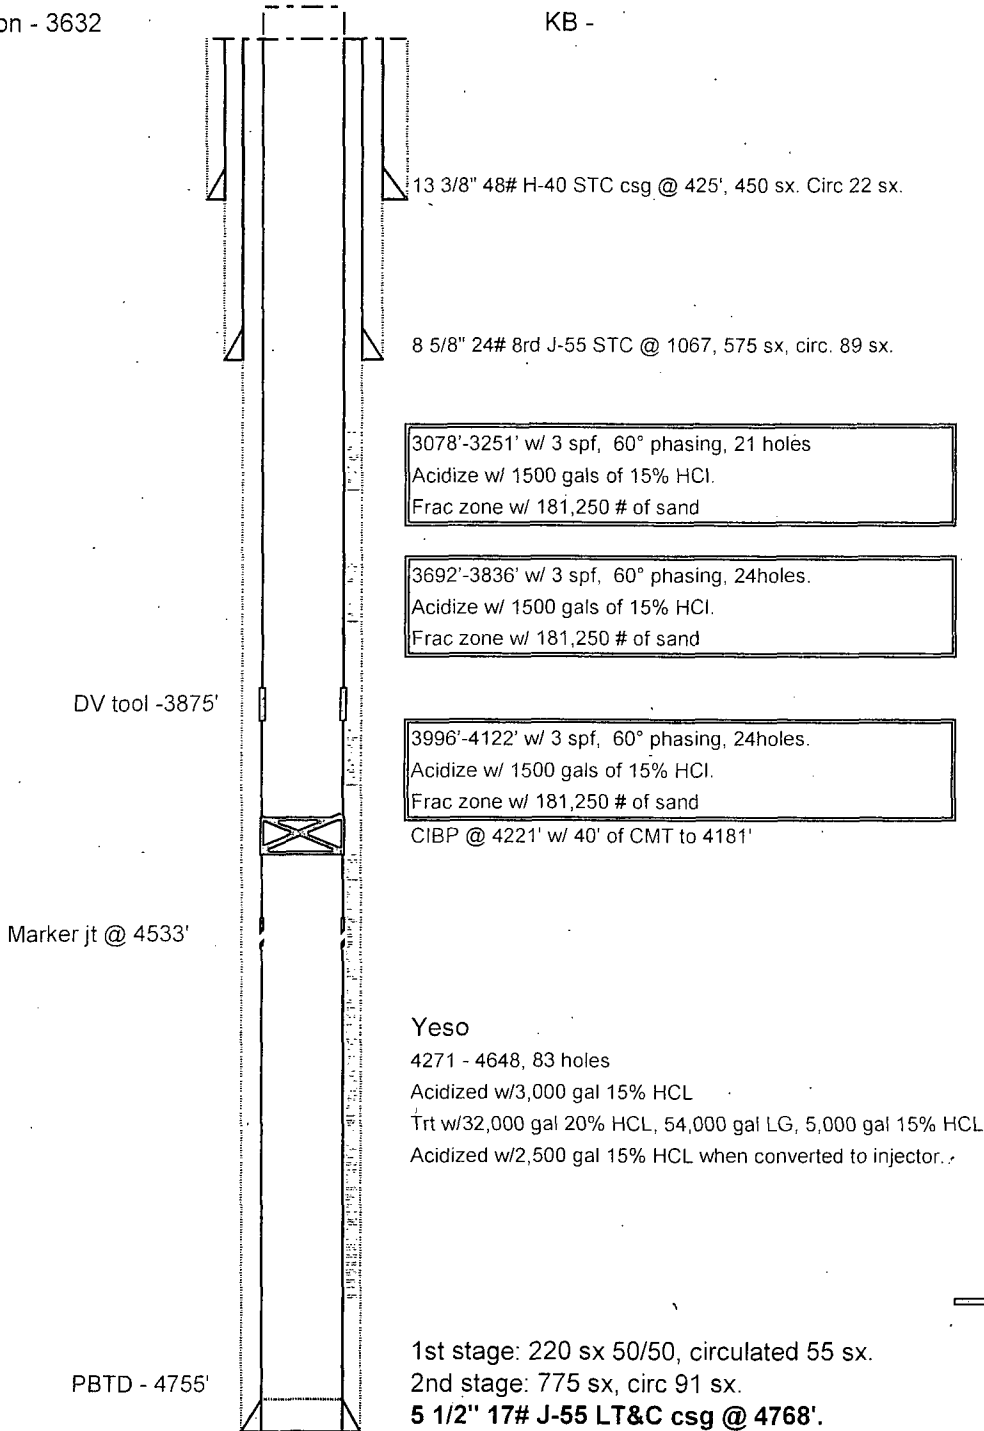 on - 3632
KB -
13 3/8" 48# H-40 STC csg @ 425', 450 sx. Circ 22 sx.
8 5/8" 24# 8rd J-55 STC @ 1067, 575 sx, circ. 89 sx.
3078'-3251' w/ 3 spf, 60° phasing, 21 holes
Acidize w/ 1500 gals of 15% HCl.
Frac zone w/ 181,250 # of sand
3692'-3836' w/ 3 spf, 60° phasing, 24holes.
Acidize w/ 1500 gals of 15% HCl.
Frac zone w/ 181,250 # of sand
DV tool -3875'
3996'-4122' w/ 3 spf, 60° phasing, 24holes.
Acidize w/ 1500 gals of 15% HCl.
Frac zone w/ 181,250 # of sand
CIBP @ 4221' w/ 40' of CMT to 4181'
Marker jt @ 4533'
Yeso
4271 - 4648, 83 holes
Acidized w/3,000 gal 15% HCL
Trt w/32,000 gal 20% HCL, 54,000 gal LG, 5,000 gal 15% HCL
Acidized w/2,500 gal 15% HCL when converted to injector..
1st stage: 220 sx 50/50, circulated 55 sx.
2nd stage: 775 sx, circ 91 sx.
PBTD - 4755'
5 1/2" 17# J-55 LT&C csg @ 4768'.